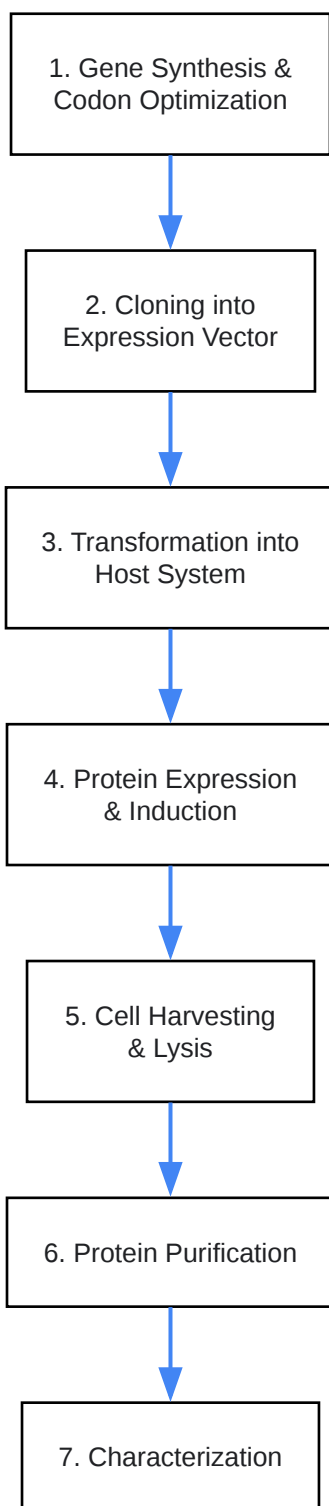 1. Gene Synthesis &
Codon Optimization
2. Cloning into
Expression Vector
3. Transformation into
Host System
4. Protein Expression
& Induction
5. Cell Harvesting
& Lysis
6. Protein Purification
7. Characterization